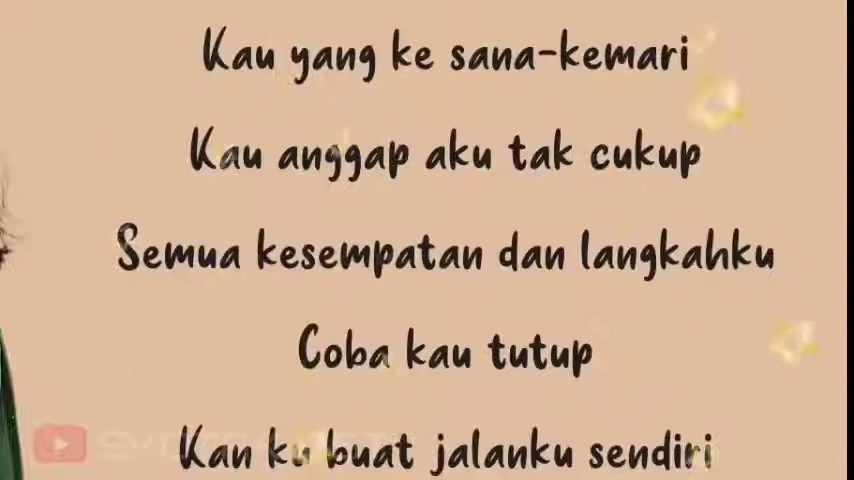 Kau yang ke sana-kemari
Kau anggap aku tak cukup
Semua kesempatan dan langkahku
Coba kau tutup
Kan ku buat jalanku sendiri